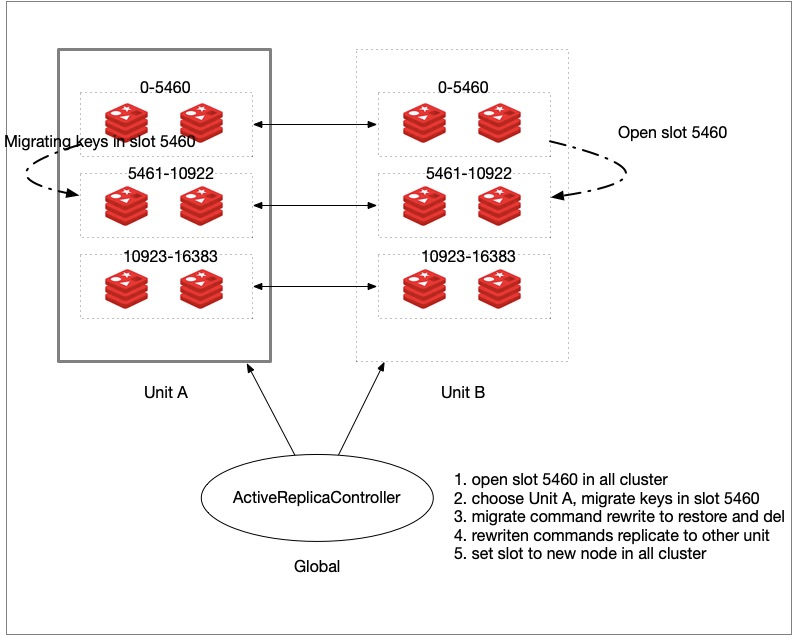 0-5460
0-5460
Migrating keys in slot 5460
Open slot 5460
5461-10922
5461-10922
10923-16383
10923-16383
Unit A
Unit B
ActiveReplicaController
Global
1. open slot 5460 in all cluster
2. choose Unit A, migrate keys in slot 5460
3. migrate command rewrite to restore and del
4. rewriten commands replicate to other unit
5. set slot to new node in all cluster